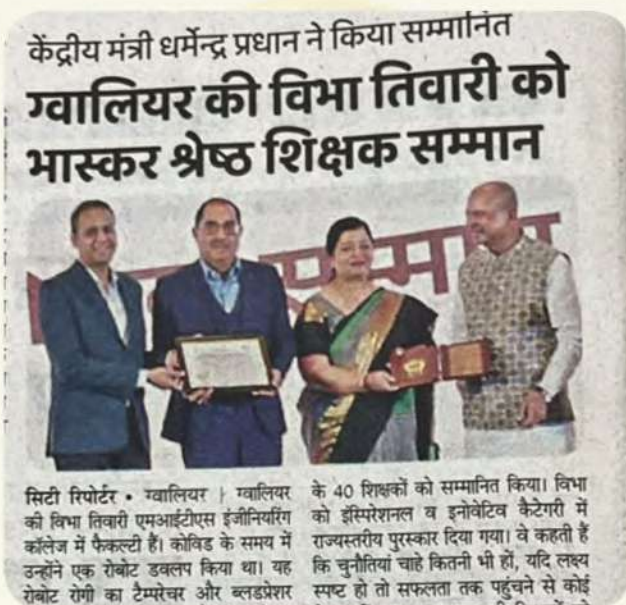 केंद्रीय मंत्री धर्मेन्द्र प्रधान ने किया सम्मानित
ग्वालियर की विभा तिवारी को
भास्कर श्रेष्ठ शिक्षक सम्मान
सम्मान
सिटी रिपोर्टर • ग्वालियर | ग्वालियर
की विभा तिवारी एमआईटीएस इंजीनियरिंग
कॉलेज में फैकल्टी हैं। कोविड के समय में
उन्होंने एक रोबोट डवलप किया था। यह
रोबोट रोगी का टैम्परेचर और ब्लडप्रेशर
के 40 शिक्षकों को सम्मानित किया। विभा
को इंस्पिरेशनल व इनोवेटिव कैटेगरी में
राज्यस्तरीय पुरस्कार दिया गया। वे कहती हैं
कि चुनौतियां चाहे कितनी भी हों, यदि लक्ष्य
स्पष्ट हो तो सफलता तक पहुंचने से कोई